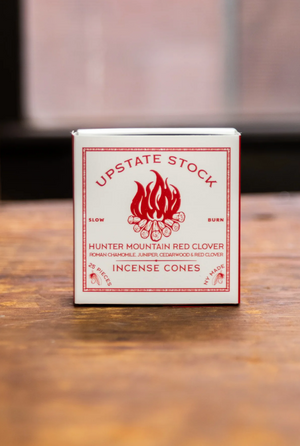 UPSTATE STOCK
SLOW BURN
HUNTER MOUNTAIN RED CLOVER
ROMAN CHAMOMILE, JUNIPER, CEDARWOOD & RED CLOVER
INCENSE CONES
25 PIECES
NY MADE